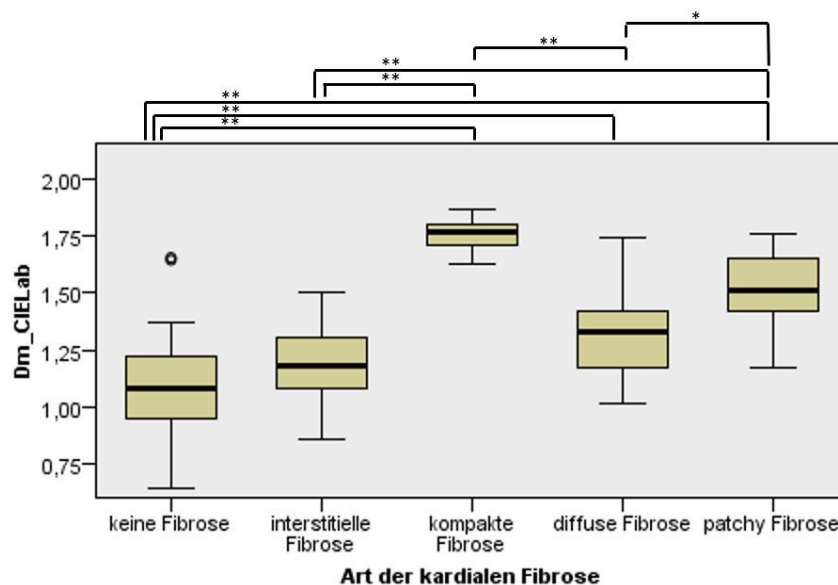 *
**
**
**
**
**
**
2,00
1,75
1,50
1,25
1,00
0,75
Dm_CIELab
keine Fibrose
interstitielle
Fibrose
kompakte
Fibrose
diffuse Fibrose
patchy Fibrose
Art der kardialen Fibrose